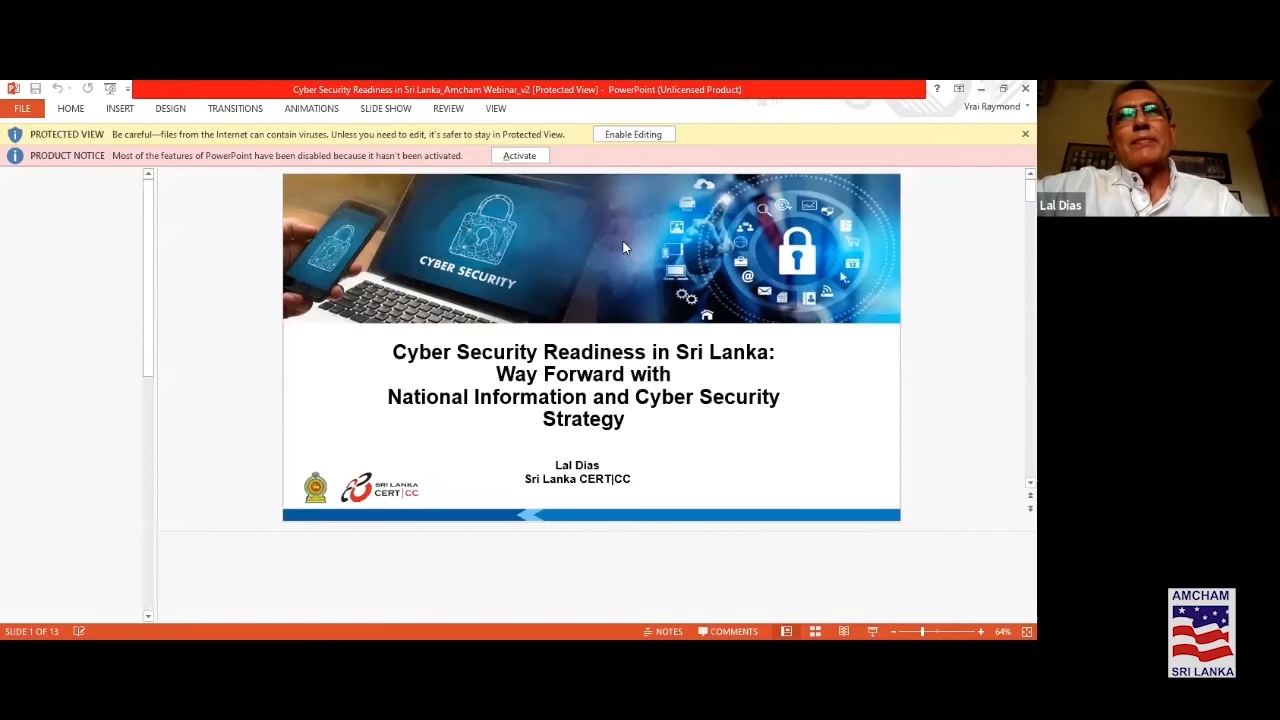 Cyber Security Readiness in Sri Lanka_Amcham Webinar_v2 [Protected View] - PowerPoint (Unlicensed Product)
?
FILE HOME INSERT DESIGN TRANSITIONS ANIMATIONS SLIDE SHOW REVIEW VIEW
Vrai Raymond
PROTECTED VIEW Be careful—files from the Internet can contain viruses. Unless you need to edit, it's safer to stay in Protected View. Enable Editing
PRODUCT NOTICE Most of the features of PowerPoint have been disabled because it hasn't been activated. Activate
Lal Dias
CYBER SECURITY
@
Cyber Security Readiness in Sri Lanka:
Way Forward with
National Information and Cyber Security
Strategy
Lal Dias
Sri Lanka CERT|CC
SRI LANKA
CERT|CC
AMCHAM
SRI LANKA
SLIDE 1 OF 13 NOTES COMMENTS 64%